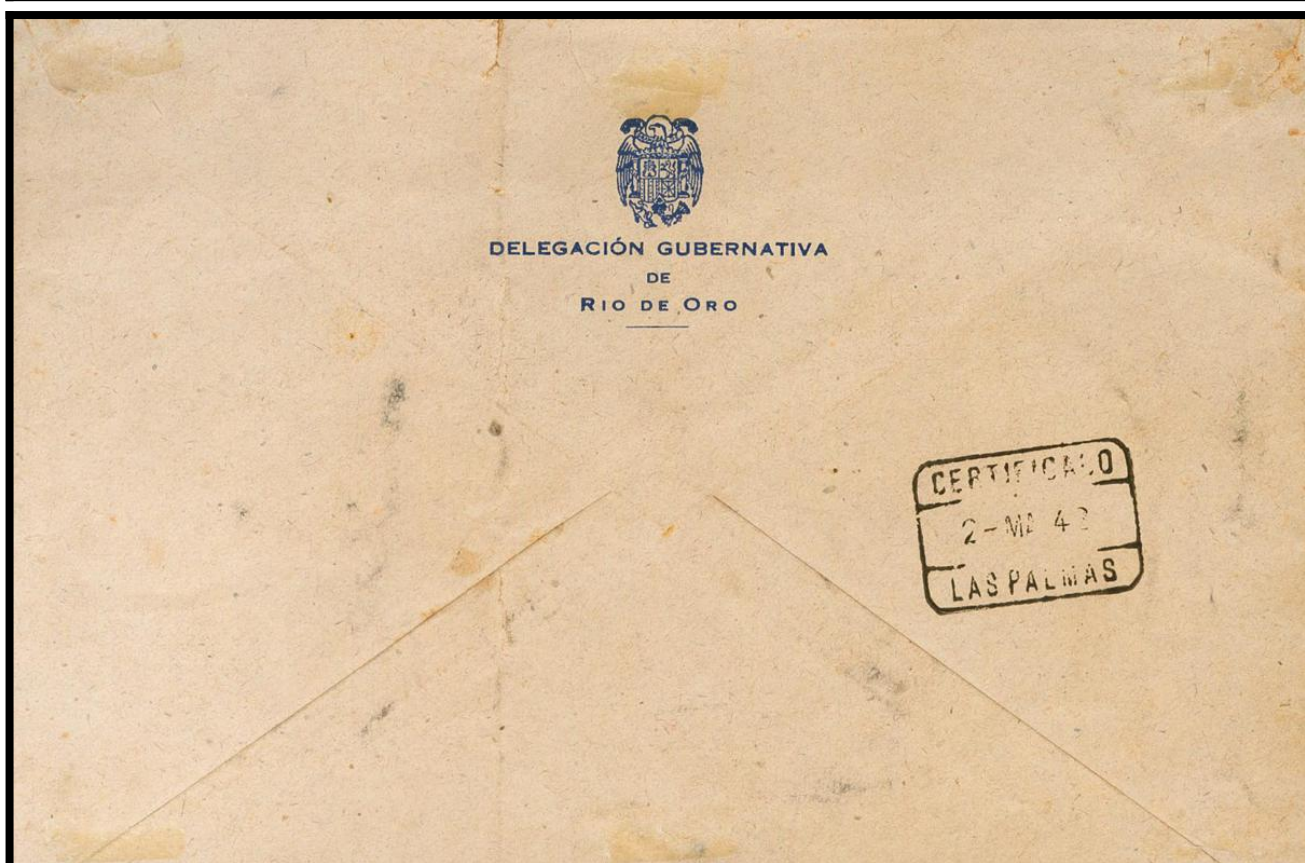 DELEGACIÓN GUBERNATIVA
DE
RIO DE ORO
CERTIFICADO
LAS PALMAS